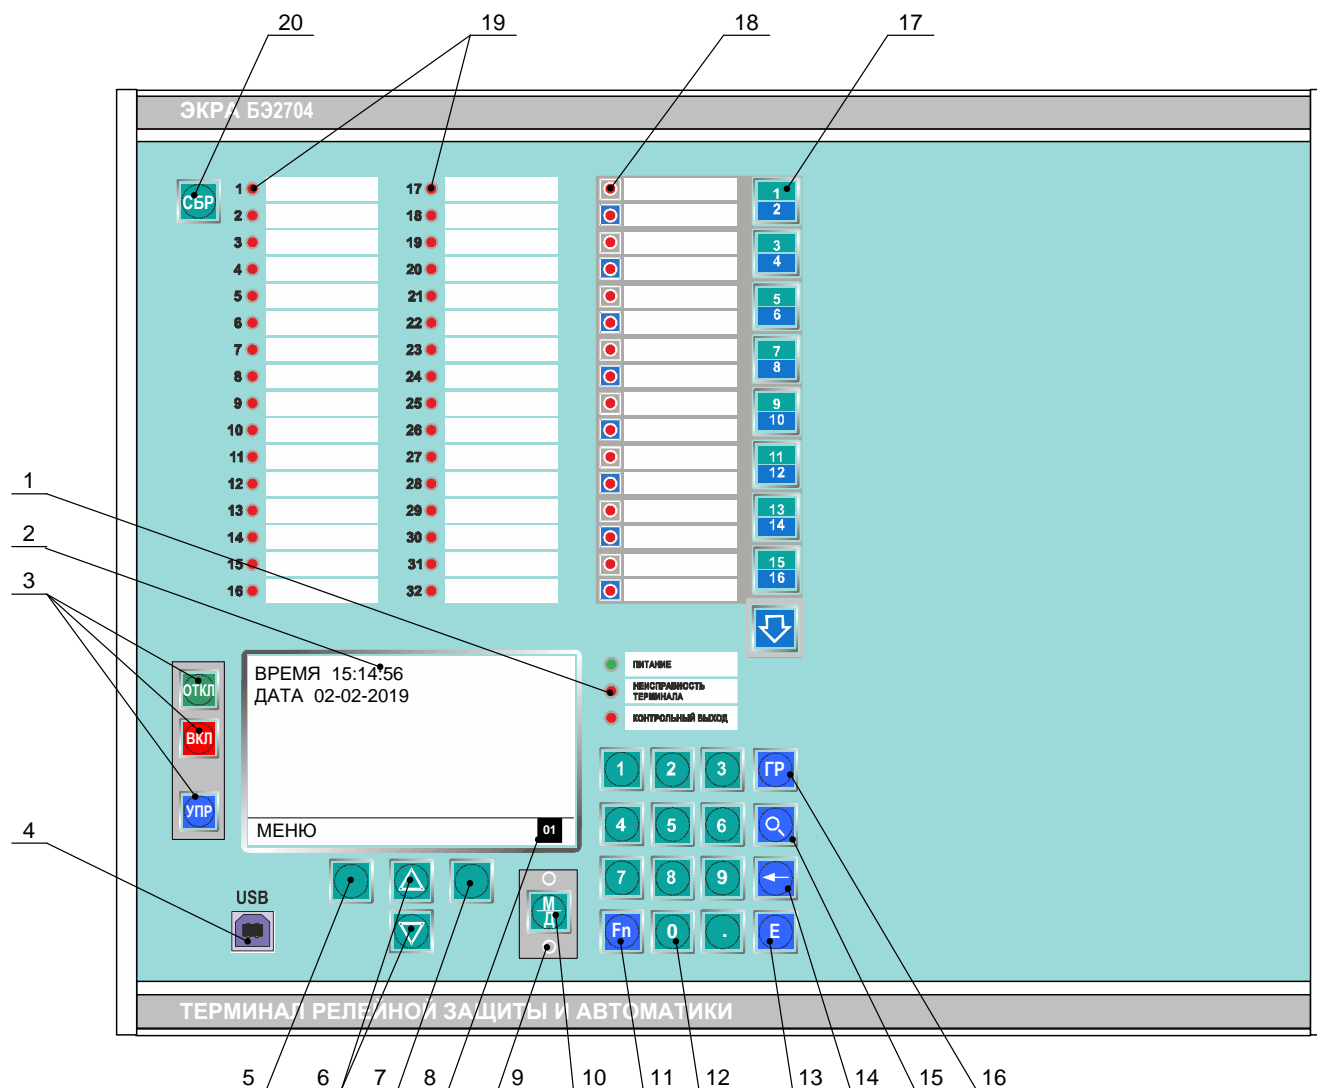 20 19 18 17
ЭКРА БЭ2704
СБР
1 17 1
2 18 2
3 19 3
4 20 4
5 21 5
6 22 6
7 23 7
8 24 8
9 25 9
10 26 10
11 27 11
12 28 12
13 29 13
14 30 14
15 31 15
16 32 16
1
2
3
4
ОТКЛ
ВКЛ
УПР
ВРЕМЯ 15:14:56
ДАТА 02-02-2019
МЕНЮ 01
ПИТАНИЕ
НЕИСПРАВНОСТЬ
ТЕРМИНАЛА
КОНТРОЛЬНЫЙ ВЫХОД
1 2 3 ГР
4 5 6
7 8 9
Fn 0 . E
USB
М
Д
ТЕРМИНАЛ РЕЛЕЙНОЙ ЗАЩИТЫ И АВТОМАТИКИ
5 6 7 8 9 10 11 12 13 14 15 16